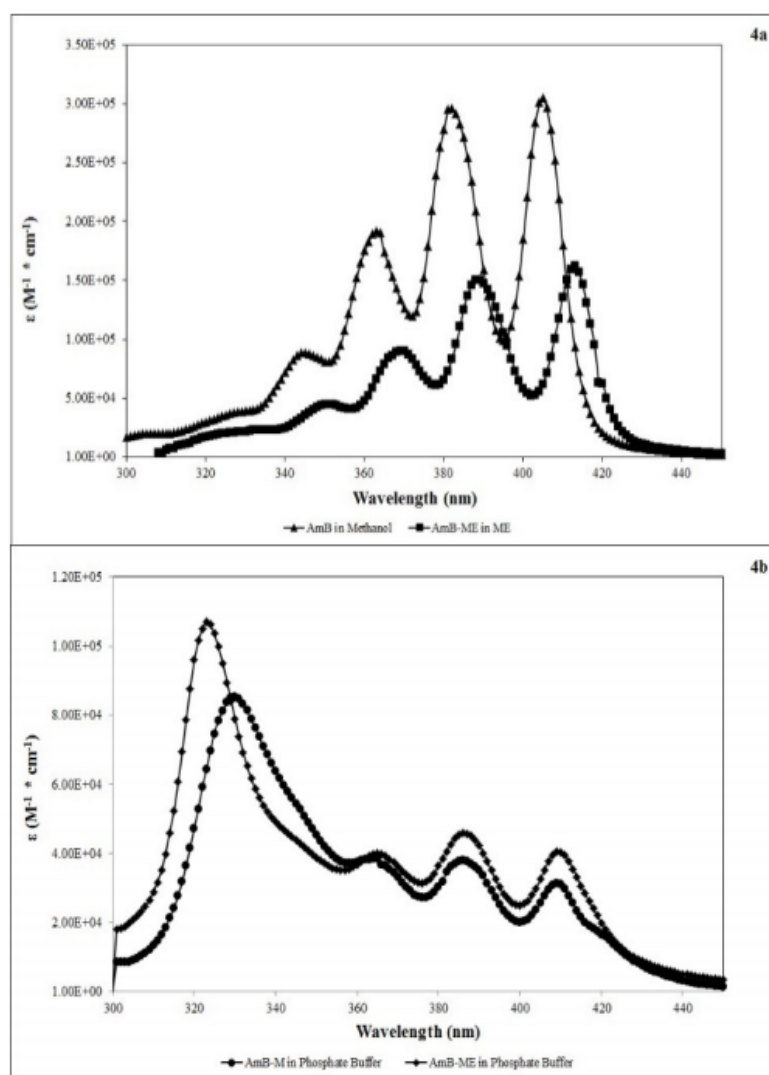 4a
3.50E+05
3.00E+05
2.50E+05
2.00E+05
1.50E+05
1.00E+05
5.00E+04
1.00E+00
ε (M⁻¹ * cm⁻¹)
300 320 340 360 380 400 420 440
Wavelength (nm)
AmB in Methanol AmB-ME in ME
4b
1.20E+05
1.00E+05
8.00E+04
6.00E+04
4.00E+04
2.00E+04
1.00E+00
ε (M⁻¹ * cm⁻¹)
300 320 340 360 380 400 420 440
Wavelength (nm)
AmB-M in Phosphate Buffer AmB-ME in Phosphate Buffer